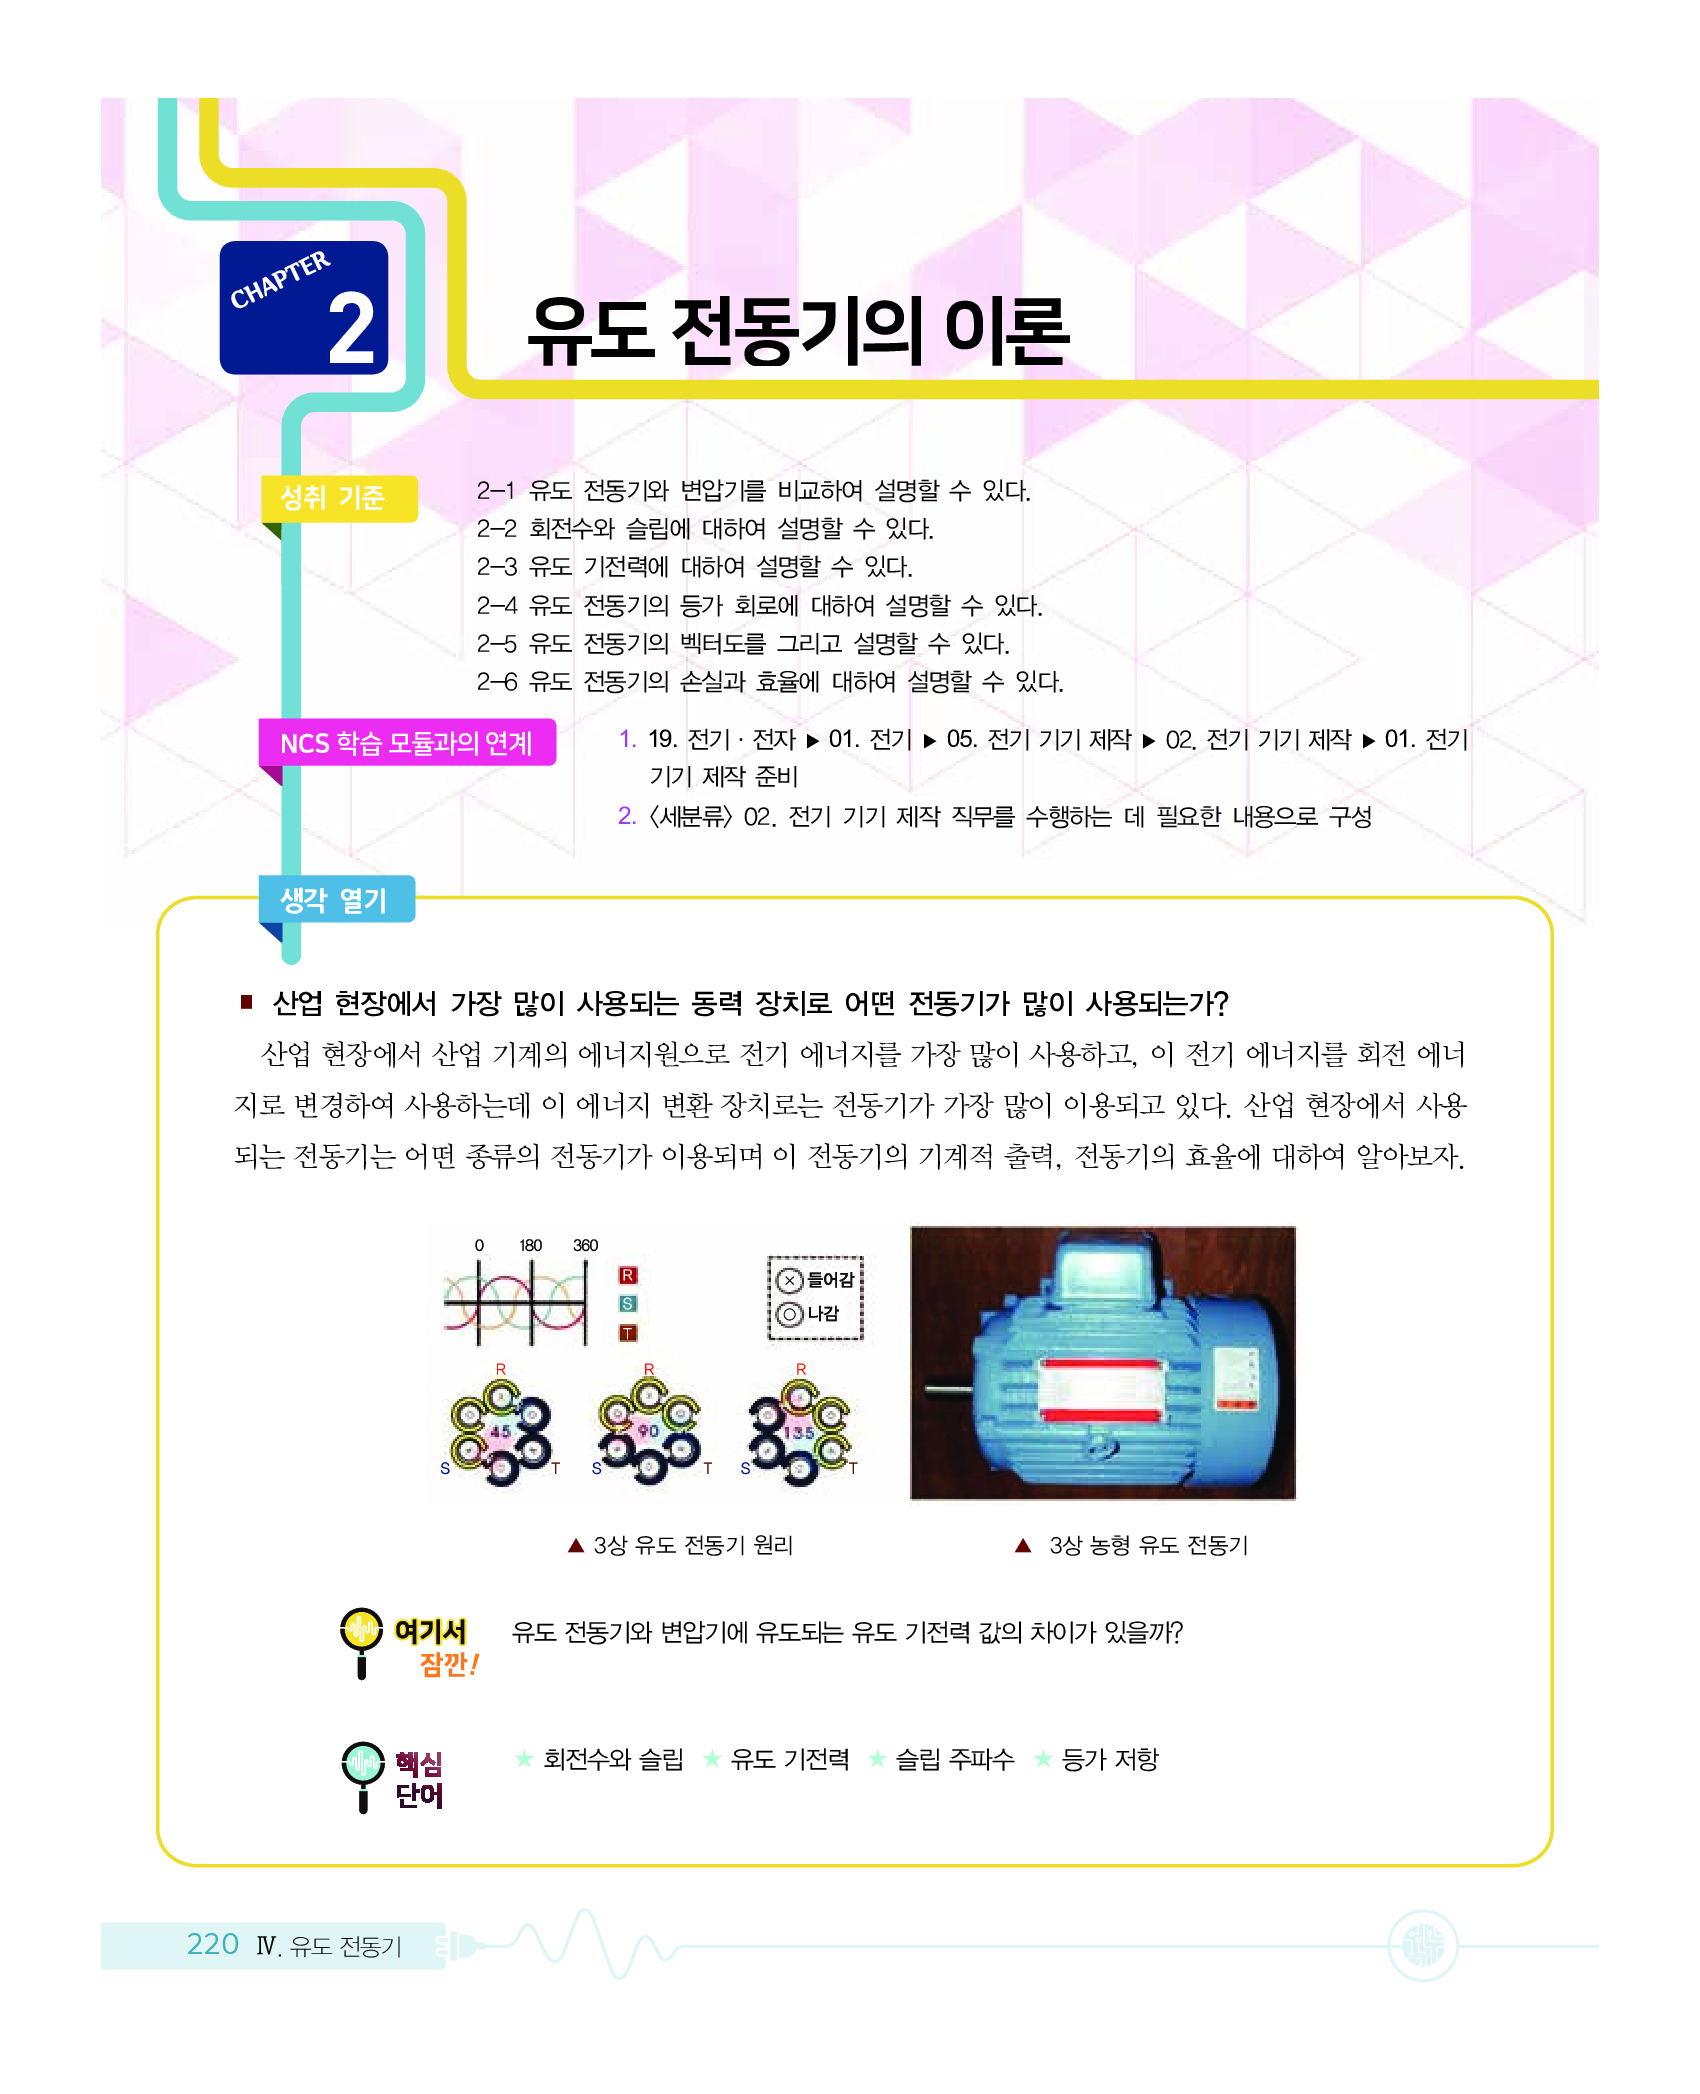 CHAPTER
2
유도 전동기의 이론
성취 기준
2-1 유도 전동기와 변압기를 비교하여 설명할 수 있다.
2-2 회전수와 슬립에 대하여 설명할 수 있다.
2-3 유도 기전력에 대하여 설명할 수 있다.
2-4 유도 전동기의 등가 회로에 대하여 설명할 수 있다.
2-5 유도 전동기의 벡터도를 그리고 설명할 수 있다.
2-6 유도 전동기의 손실과 효율에 대하여 설명할 수 있다.
NCS 학습 모듈과의 연계
1. 19. 전기 · 전자 ▶ 01. 전기 ▶ 05. 전기 기기 제작 ▶ 02. 전기 기기 제작 ▶ 01. 전기
기기 제작 준비
2. 〈세분류〉 02. 전기 기기 제작 직무를 수행하는 데 필요한 내용으로 구성
생각 열기
■ 산업 현장에서 가장 많이 사용되는 동력 장치로 어떤 전동기가 많이 사용되는가?
산업 현장에서 산업 기계의 에너지원으로 전기 에너지를 가장 많이 사용하고, 이 전기 에너지를 회전 에너
지로 변경하여 사용하는데 이 에너지 변환 장치로는 전동기가 가장 많이 이용되고 있다. 산업 현장에서 사용
되는 전동기는 어떤 종류의 전동기가 이용되며 이 전동기의 기계적 출력, 전동기의 효율에 대하여 알아보자.
0 180 360
R
S
T
들어감
나감
R R R
45 90 135
S T S T S T
▲ 3상 유도 전동기 원리
▲ 3상 농형 유도 전동기
여기서
잠깐!
유도 전동기와 변압기에 유도되는 유도 기전력 값의 차이가 있을까?
핵심
단어
★ 회전수와 슬립 ★ 유도 기전력 ★ 슬립 주파수 ★ 등가 저항
220 Ⅳ. 유도 전동기